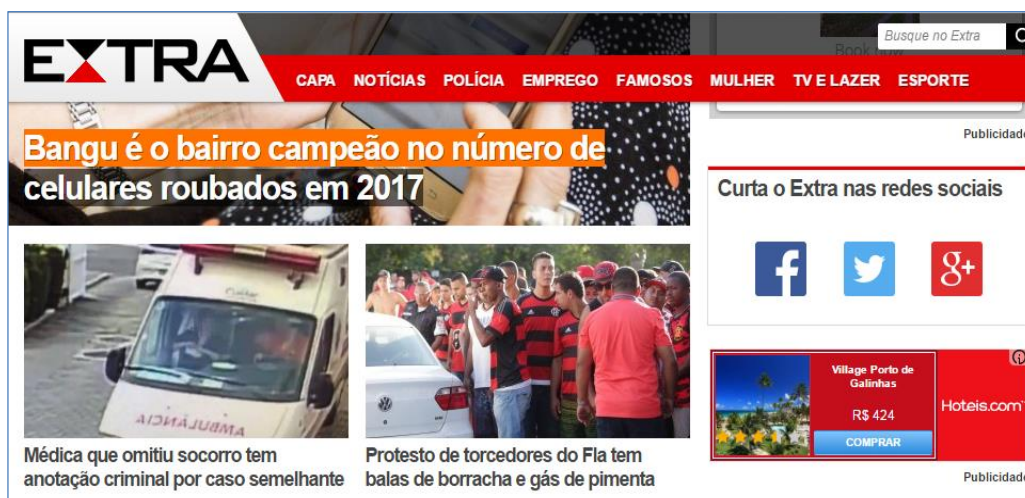 EXTRA
Busque no Extra
Book now
CAPA NOTÍCIAS POLÍCIA EMPREGO FAMOSOS MULHER TV E LAZER ESPORTE
Bangu é o bairro campeão no número de
celulares roubados em 2017
AMBULÂNCIA
Médica que omitiu socorro tem
anotação criminal por caso semelhante
Protesto de torcedores do Fla tem
balas de borracha e gás de pimenta
Publicidade
Curta o Extra nas redes sociais
f
g+
Village Porto de
Galinhas
R$ 424
COMPRAR
Hoteis.com
Publicidade